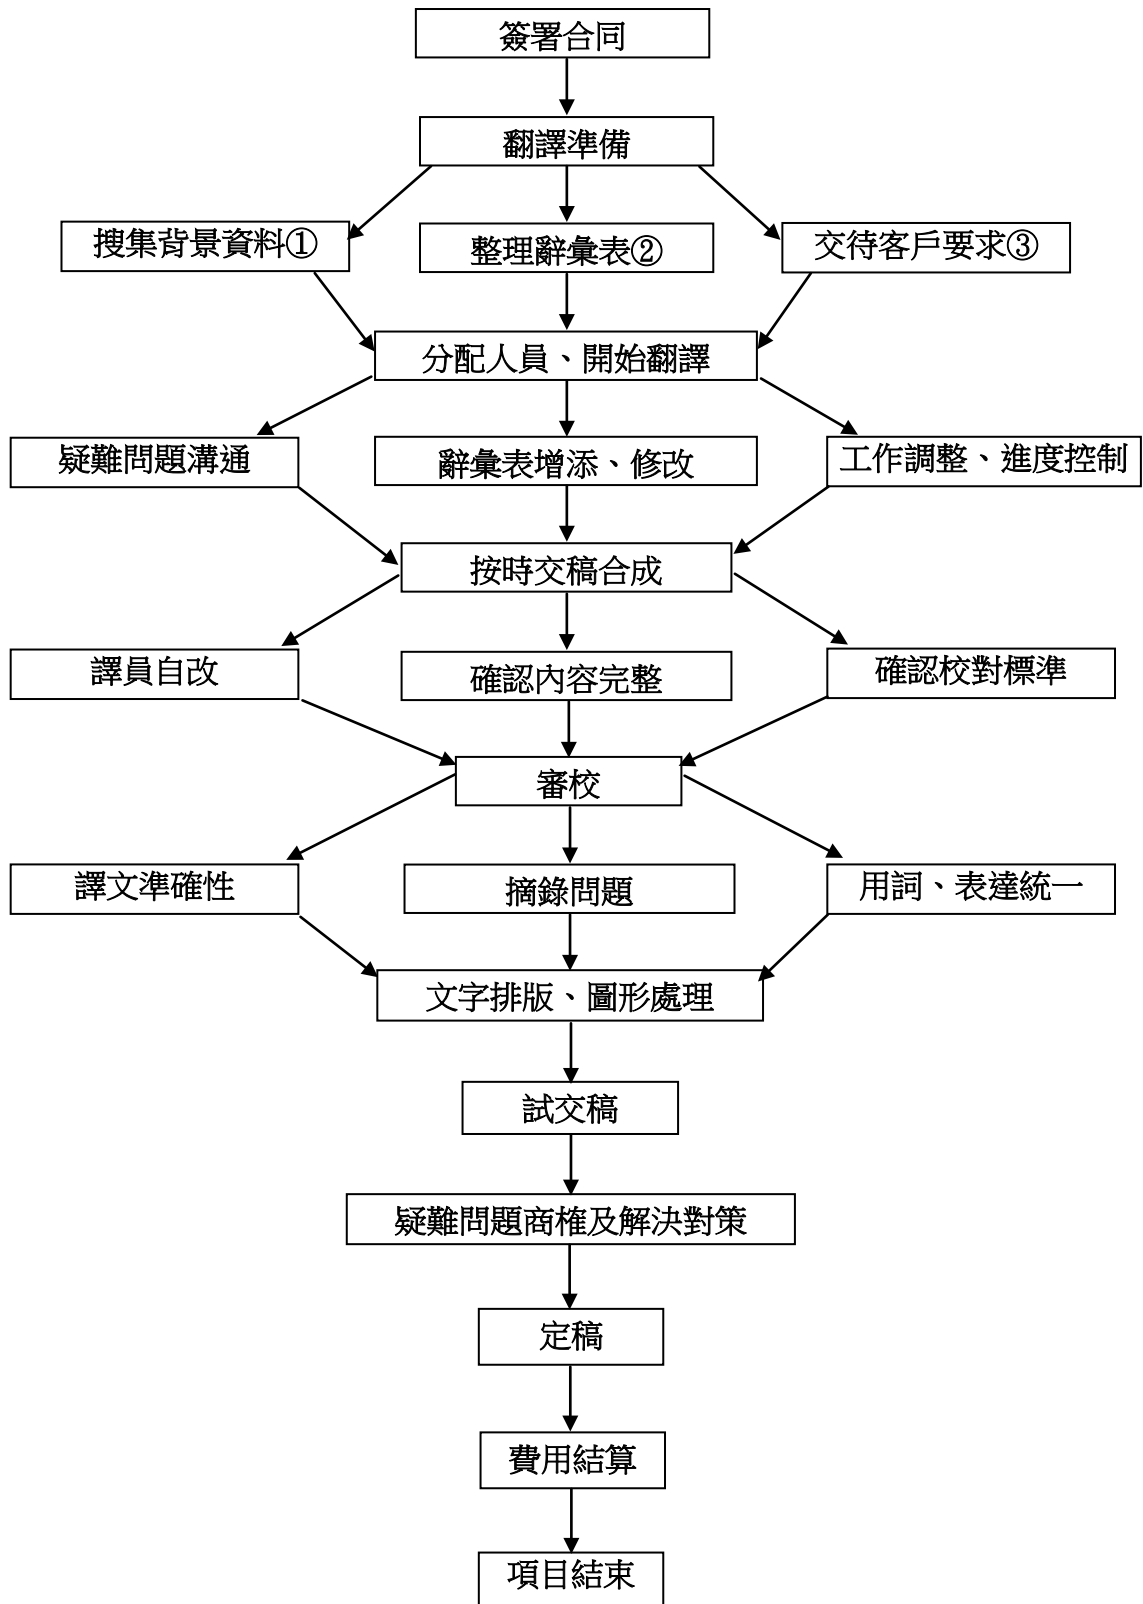 簽署合同
翻譯準備
搜集背景資料①
整理辭彙表②
交待客戶要求③
分配人員、開始翻譯
疑難問題溝通
辭彙表增添、修改
工作調整、進度控制
按時交稿合成
譯員自改
確認內容完整
確認校對標準
審校
譯文準確性
摘錄問題
用詞、表達統一
文字排版、圖形處理
試交稿
疑難問題商榷及解決對策
定稿
費用結算
項目結束